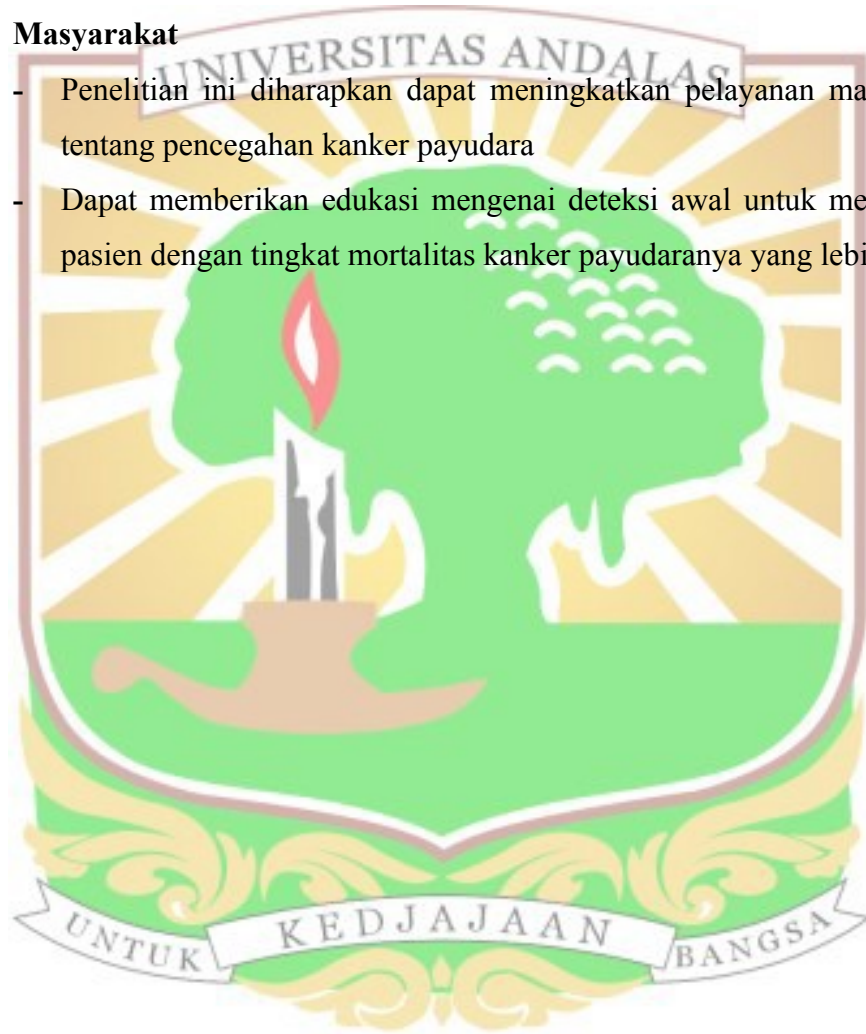 Masyarakat
UNIVERSITAS ANDALAS
- Penelitian ini diharapkan dapat meningkatkan pelayanan ma
tentang pencegahan kanker payudara
- Dapat memberikan edukasi mengenai deteksi awal untuk me
pasien dengan tingkat mortalitas kanker payudaranya yang lebi
UNTUK KEDJAJAAN BANGSA